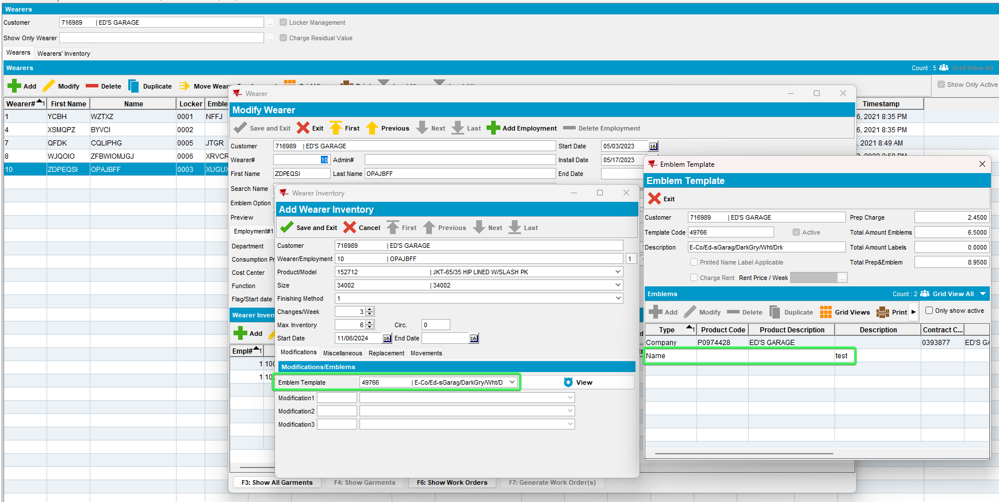 Wearers
Customer 716989 | ED'S GARAGE ... Locker Management
Show Only Wearer ... Charge Residual Value
Wearers Wearers' Inventory
Wearers Count : 5 Grid View All
Add Modify Delete Duplicate Move Wear Show Only Active
Wearer# 1 First Name Name Locker Emble Timestamp
1 YCBH WZTXZ 0001 NFFJ 6, 2021 8:35 PM
4 XSMQPZ BYVCI 0002 6, 2021 8:35 PM
7 QFDK CQLIPHG 0005 JTGR , 2021 8:49 AM
8 WJQOIO ZFBWIOMJGJ 0006 XRVCR
10 ZDPEQSI OPAJBFF 0003 XUGUX
Wearer
Modify Wearer
Save and Exit Exit First Previous Next Last Add Employment Delete Employment
Customer 716989 | ED'S GARAGE Start Date 05/03/2023 16
Wearer# 10 Admin# Install Date 05/17/2023
First Name ZDPEQSI Last Name OPAJBFF End Date
Search Name
Emblem Option
Preview
Employment#1
Department
Consumption Pr
Cost Center
Function
Flag/Start date
Wearer Inven
Add
Empl# 1
1 100
1 10
F3: Show All Garments F4: Show Garments F6: Show Work Orders F7: Generate Work Order(s)
Wearer Inventory
Add Wearer Inventory
Save and Exit Cancel First Previous Next Last
Customer 716989 | ED'S GARAGE
Wearer/Employment 10 | OPAJBFF 1
Product/Model 152712 | JKT-65/35 HIP LINED W/SLASH PK
Size 34002 | 34002
Finishing Method 1
Changes/Week 3
Max Inventory 6 Circ. 0
Start Date 11/06/2024 16 End Date 16
Modifications Miscellaneous Replacement Movements
Modifications/Emblems
Emblem Template 49766 | E-Co/Ed-sGarag/DarkGry/Wht/D View
Modification1
Modification2
Modification3
Emblem Template
Emblem Template
Exit
Customer 716989 | ED'S GARAGE Prep Charge 2.4500
Template Code 49766 Active Total Amount Emblems 6.5000
Description E-Co/Ed-sGarag/DarkGry/Wht/Drk Total Amount Labels 0.0000
Printed Name Label Applicable Total Prep&Emblem 8.9500
Charge Rent Rent Price / Week ...
Emblems Count : 2 Grid View All
Add Modify Delete Duplicate Grid Views Print Only show active
Type 1 Product Code Product Description Description Contract C...
Company P0974428 ED'S GARAGE 0393877 ED'S GA
Name test